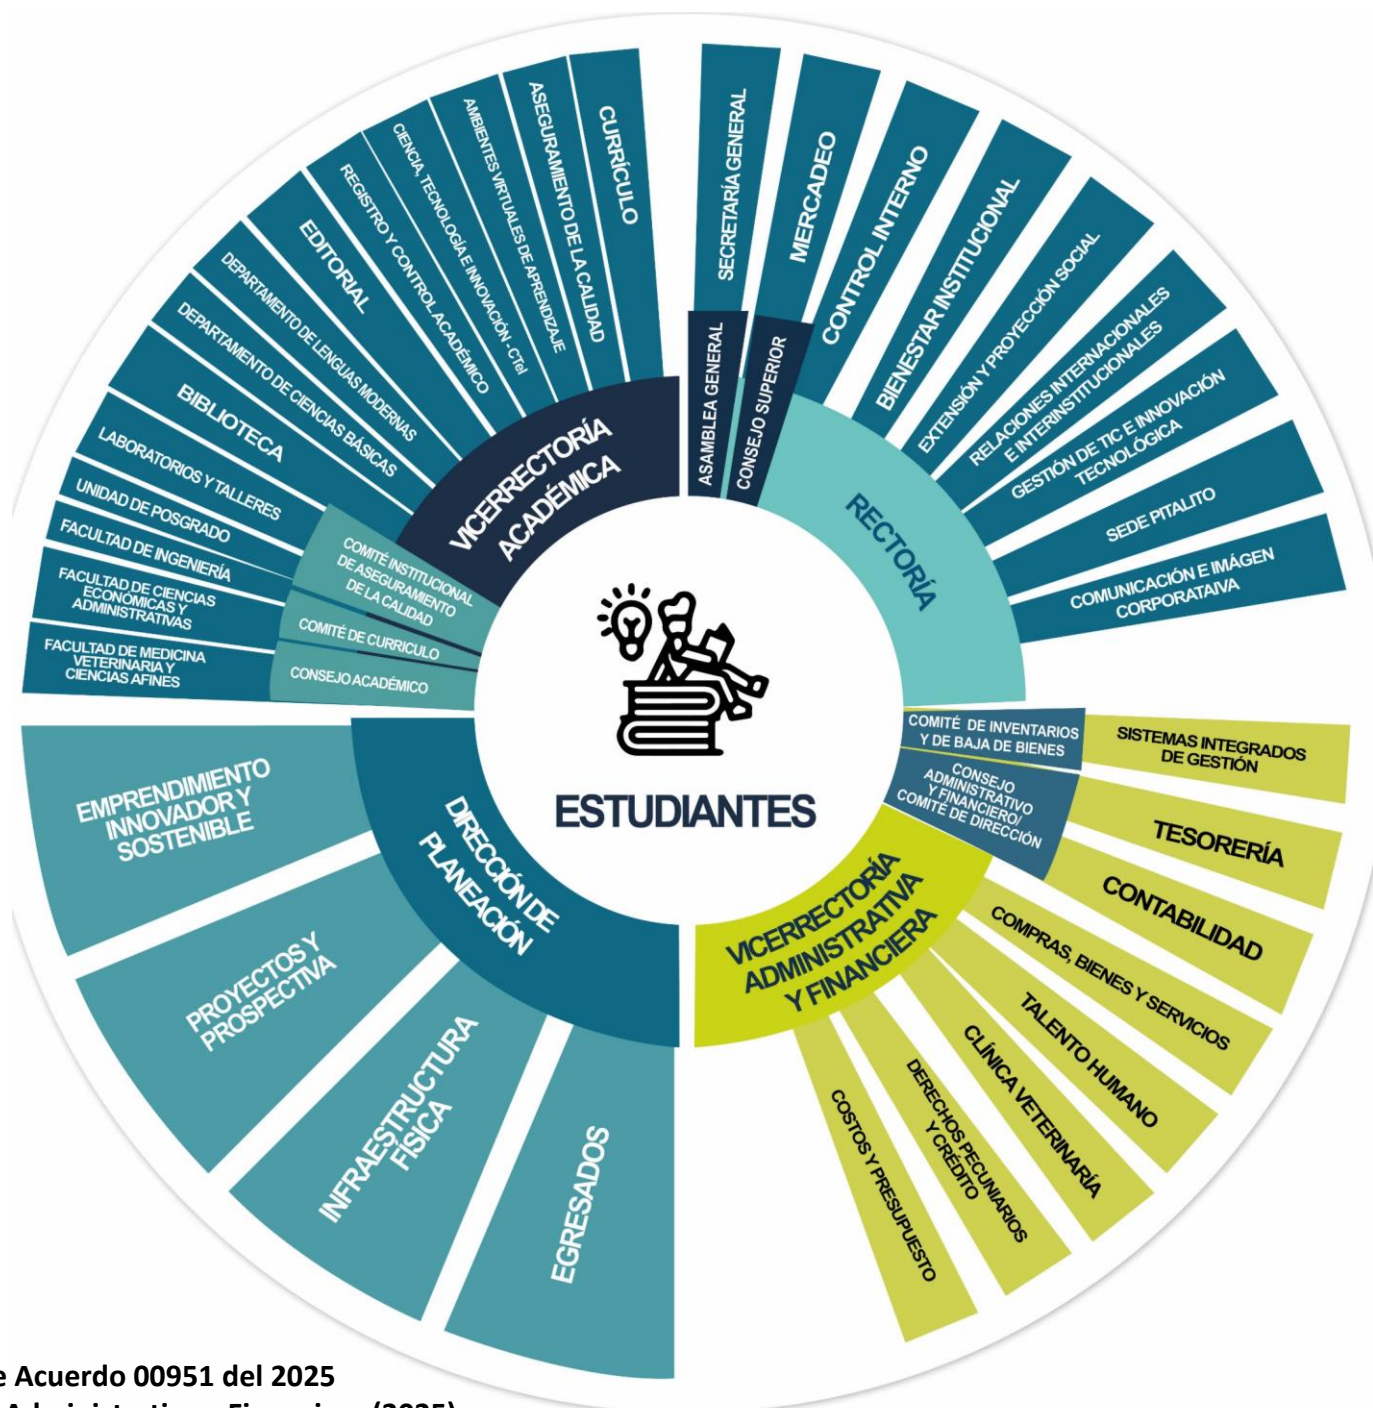 SECRETARÍA GENERAL
MERCADEO
CONTROL INTERNO
BIENESTAR INSTITUCIONAL
EXTENSIÓN Y PROYECCIÓN SOCIAL
RELACIONES INTERNACIONALES
E INTERINSTITUCIONALES
GESTIÓN DE TIC E INNOVACIÓN
TECNOLÓGICA
SEDE PITALITO
COMUNICACIÓN E IMÁGEN
CORPORATAIVA
ASAMBLEA GENERAL
CONSEJO SUPERIOR
RECTORÍA
CURRÍCULO
ASEGURAMIENTO DE LA CALIDAD
AMBIENTES VIRTUALES DE APRENDIZAJE
CIENCIA, TECNOLOGÍA E INNOVACIÓN - CTeI
REGISTRO Y CONTROL ACADÉMICO
EDITORIAL
DEPARTAMENTO DE LENGUAS MODERNAS
DEPARTAMENTO DE CIENCIAS BÁSICAS
BIBLIOTECA
LABORATORIOS Y TALLERES
UNIDAD DE POSGRADO
FACULTAD DE INGENIERÍA
FACULTAD DE CIENCIAS
ECONÓMICAS Y
ADMINISTRATIVAS
FACULTAD DE MEDICINA
VETERINARIA Y
CIENCIAS AFINES
VICERRECTORÍA
ACADÉMICA
COMITÉ INSTITUCIONAL
DE ASEGURAMIENTO
DE LA CALIDAD
COMITÉ DE CURRICULO
CONSEJO ACADÉMICO
ESTUDIANTES
COMITÉ DE INVENTARIOS
Y DE BAJA DE BIENES
CONSEJO
ADMINISTRATIVO
Y FINANCIERO/
COMITÉ DE DIRECCIÓN
SISTEMAS INTEGRADOS
DE GESTIÓN
TESORERÍA
CONTABILIDAD
COMPRAS, BIENES Y SERVICIOS
TALENTO HUMANO
CLÍNICA VETERINARÍA
DERECHOS PECUNIARIOS
Y CRÉDITO
COSTOS Y PRESUPUESTO
VICERRECTORÍA
ADMINISTRATIVA
Y FINANCIERA
DIRECCIÓN DE
PLANEACIÓN
EMPRENDIMIENTO
INNOVADOR Y
SOSTENIBLE
PROYECTOS Y
PROSPECTIVA
INFRAESTRUCTURA
FÍSICA
EGRESADOS
e Acuerdo 00951 del 2025